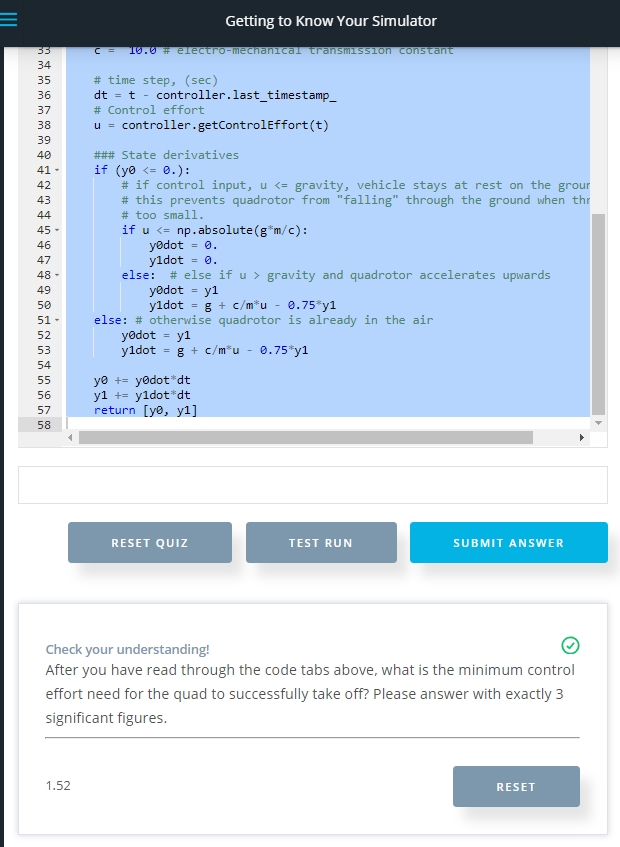 Getting to Know Your Simulator
33 c = 10.0 # electro-mechanical transmission constant
34
35 # time step, (sec)
36 dt = t - controller.last_timestamp_
37 # Control effort
38 u = controller.getControlEffort(t)
39
40 ### State derivatives
41 if (y0 <= 0.):
42 # if control input, u <= gravity, vehicle stays at rest on the groun
43 # this prevents quadrotor from "falling" through the ground when thr
44 # too small.
45 if u <= np.absolute(g*m/c):
46 y0dot = 0.
47 y1dot = 0.
48 else: # else if u > gravity and quadrotor accelerates upwards
49 y0dot = y1
50 y1dot = g + c/m*u - 0.75*y1
51 else: # otherwise quadrotor is already in the air
52 y0dot = y1
53 y1dot = g + c/m*u - 0.75*y1
54
55 y0 += y0dot*dt
56 y1 += y1dot*dt
57 return [y0, y1]
58
RESET QUIZ
TEST RUN
SUBMIT ANSWER
Check your understanding!
After you have read through the code tabs above, what is the minimum control
effort need for the quad to successfully take off? Please answer with exactly 3
significant figures.
1.52
RESET